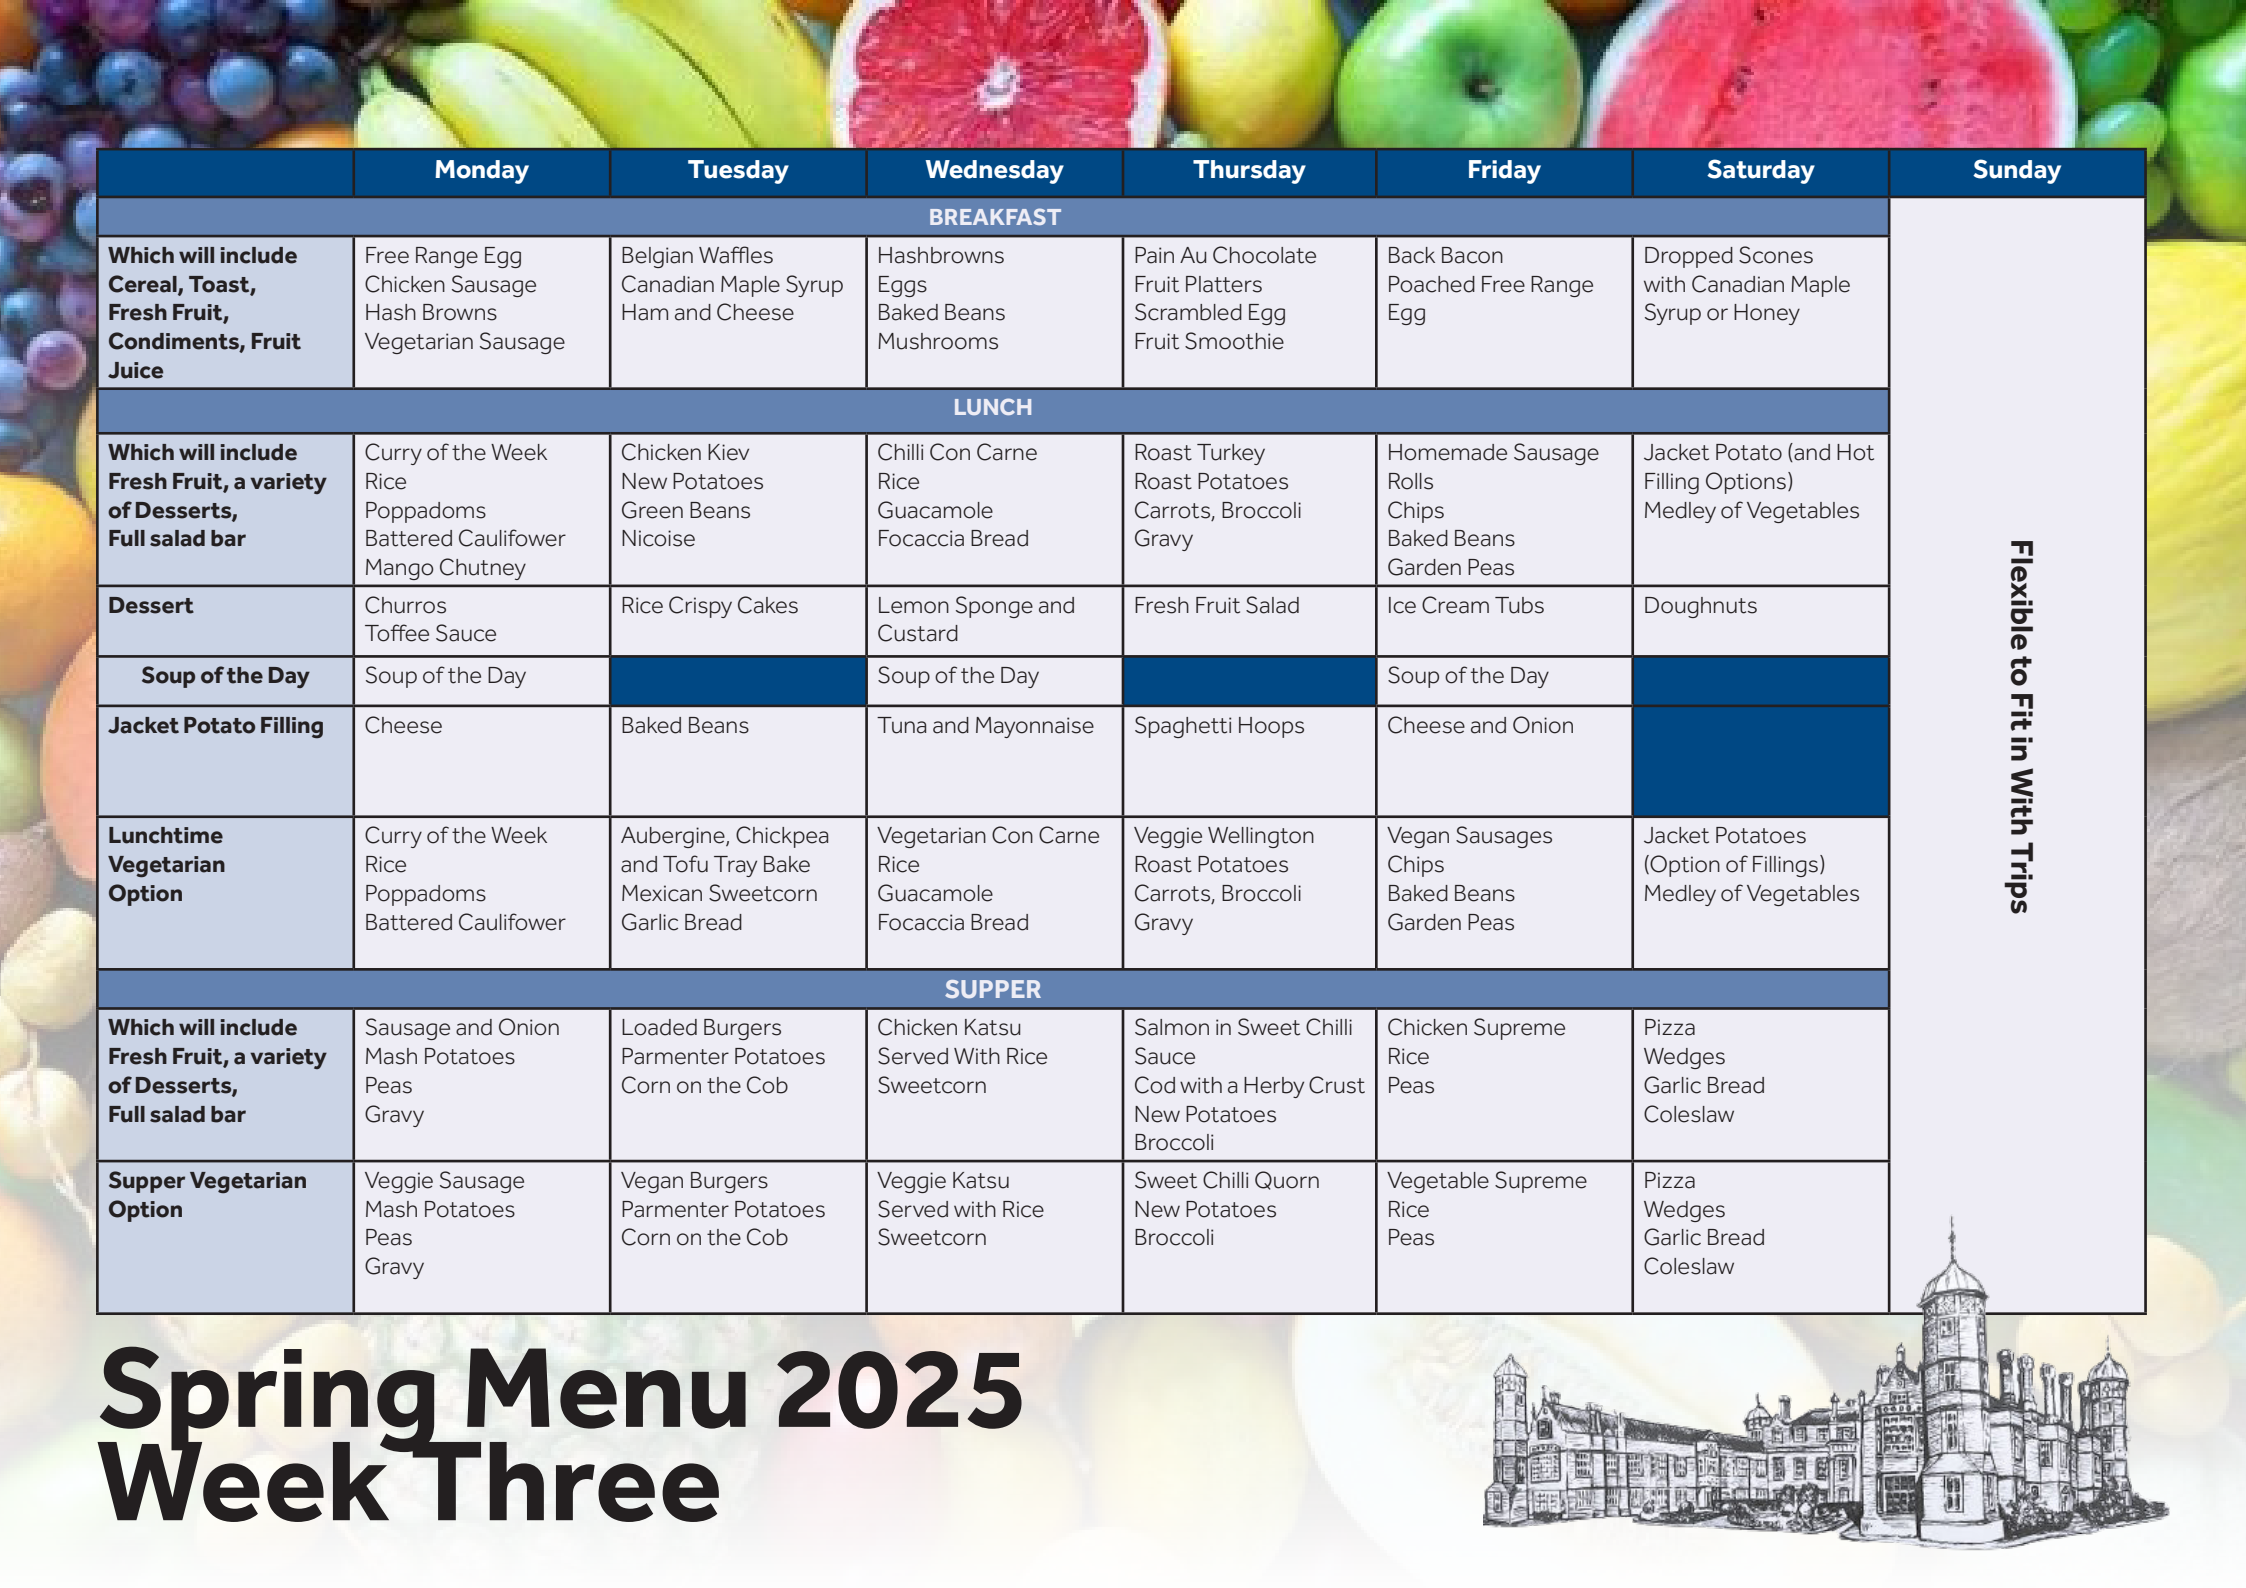 Monday Tuesday Wednesday Thursday Friday Saturday Sunday
BREAKFAST
Which will include
Cereal, Toast,
Fresh Fruit,
Condiments, Fruit
Juice
Free Range Egg
Chicken Sausage
Hash Browns
Vegetarian Sausage
Belgian Waffles
Canadian Maple Syrup
Ham and Cheese
Hashbrowns
Eggs
Baked Beans
Mushrooms
Pain Au Chocolate
Fruit Platters
Scrambled Egg
Fruit Smoothie
Back Bacon
Poached Free Range
Egg
Dropped Scones
with Canadian Maple
Syrup or Honey
Flexible to Fit in With Trips
LUNCH
Which will include
Fresh Fruit, a variety
of Desserts,
Full salad bar
Curry of the Week
Rice
Poppadoms
Battered Caulifower
Mango Chutney
Chicken Kiev
New Potatoes
Green Beans
Nicoise
Chilli Con Carne
Rice
Guacamole
Focaccia Bread
Roast Turkey
Roast Potatoes
Carrots, Broccoli
Gravy
Homemade Sausage
Rolls
Chips
Baked Beans
Garden Peas
Jacket Potato (and Hot
Filling Options)
Medley of Vegetables
Dessert
Churros
Toffee Sauce
Rice Crispy Cakes
Lemon Sponge and
Custard
Fresh Fruit Salad
Ice Cream Tubs
Doughnuts
Soup of the Day
Soup of the Day
Soup of the Day
Soup of the Day
Jacket Potato Filling
Cheese
Baked Beans
Tuna and Mayonnaise
Spaghetti Hoops
Cheese and Onion
Lunchtime
Vegetarian
Option
Curry of the Week
Rice
Poppadoms
Battered Caulifower
Aubergine, Chickpea
and Tofu Tray Bake
Mexican Sweetcorn
Garlic Bread
Vegetarian Con Carne
Rice
Guacamole
Focaccia Bread
Veggie Wellington
Roast Potatoes
Carrots, Broccoli
Gravy
Vegan Sausages
Chips
Baked Beans
Garden Peas
Jacket Potatoes
(Option of Fillings)
Medley of Vegetables
SUPPER
Which will include
Fresh Fruit, a variety
of Desserts,
Full salad bar
Sausage and Onion
Mash Potatoes
Peas
Gravy
Loaded Burgers
Parmenter Potatoes
Corn on the Cob
Chicken Katsu
Served With Rice
Sweetcorn
Salmon in Sweet Chilli
Sauce
Cod with a Herby Crust
New Potatoes
Broccoli
Chicken Supreme
Rice
Peas
Pizza
Wedges
Garlic Bread
Coleslaw
Supper Vegetarian
Option
Veggie Sausage
Mash Potatoes
Peas
Gravy
Vegan Burgers
Parmenter Potatoes
Corn on the Cob
Veggie Katsu
Served with Rice
Sweetcorn
Sweet Chilli Quorn
New Potatoes
Broccoli
Vegetable Supreme
Rice
Peas
Pizza
Wedges
Garlic Bread
Coleslaw
Spring Menu 2025
Week Three